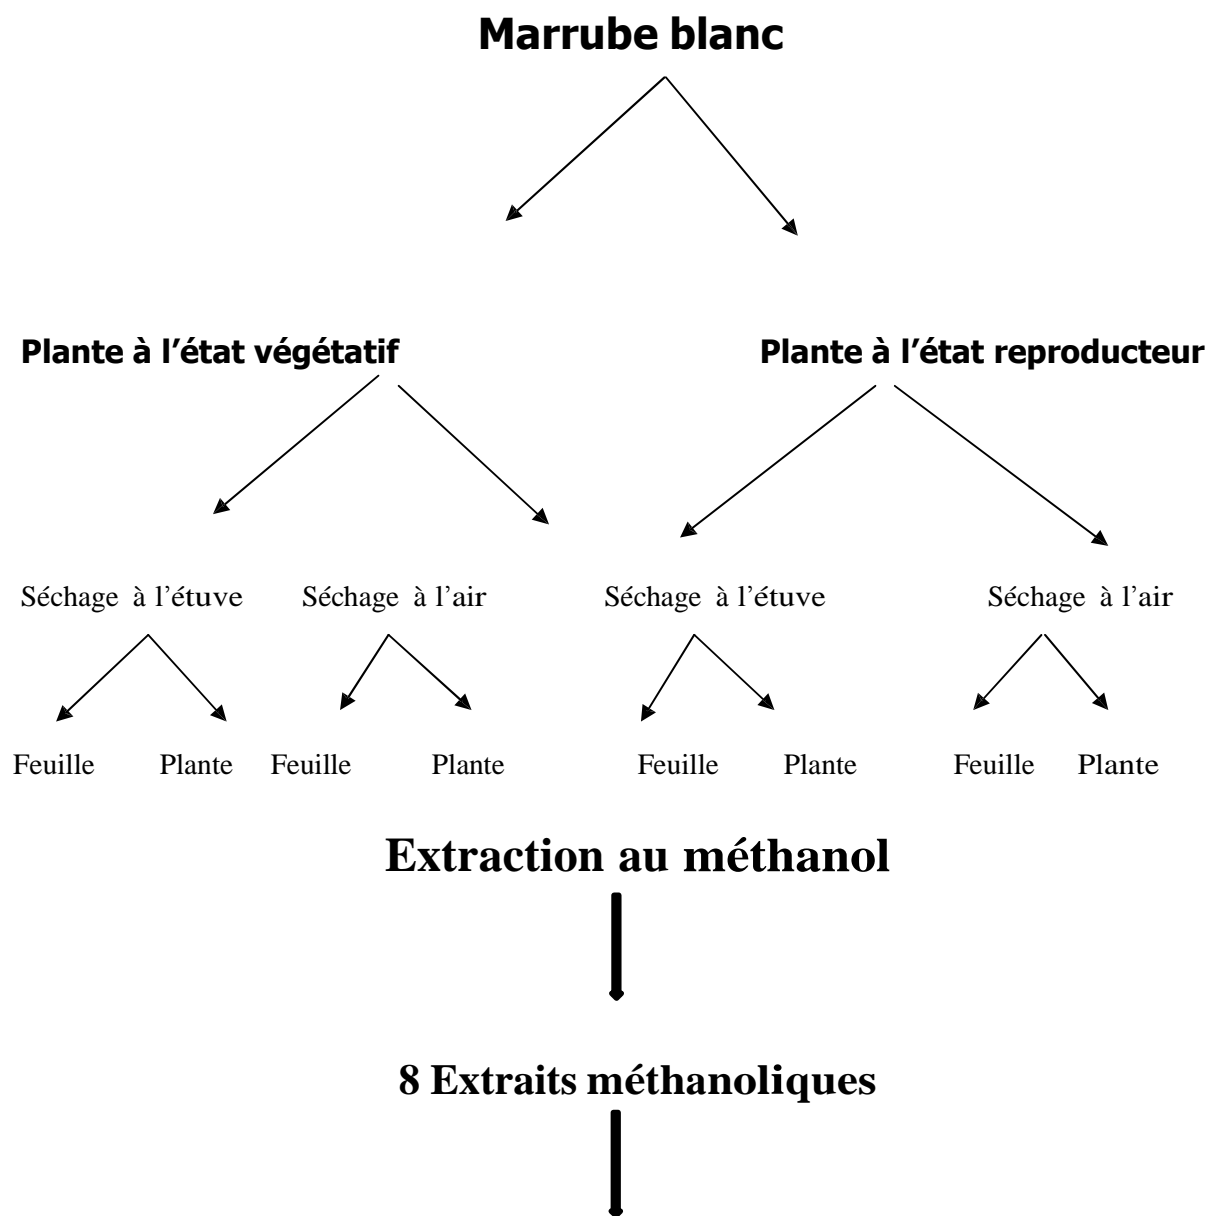 Marrube blanc
Plante à l’état végétatif Plante à l’état reproducteur
Séchage à l’étuve Séchage à l’air Séchage à l’étuve Séchage à l’air
Feuille Plante Feuille Plante Feuille Plante Feuille Plante
Extraction au méthanol
8 Extraits méthanoliques